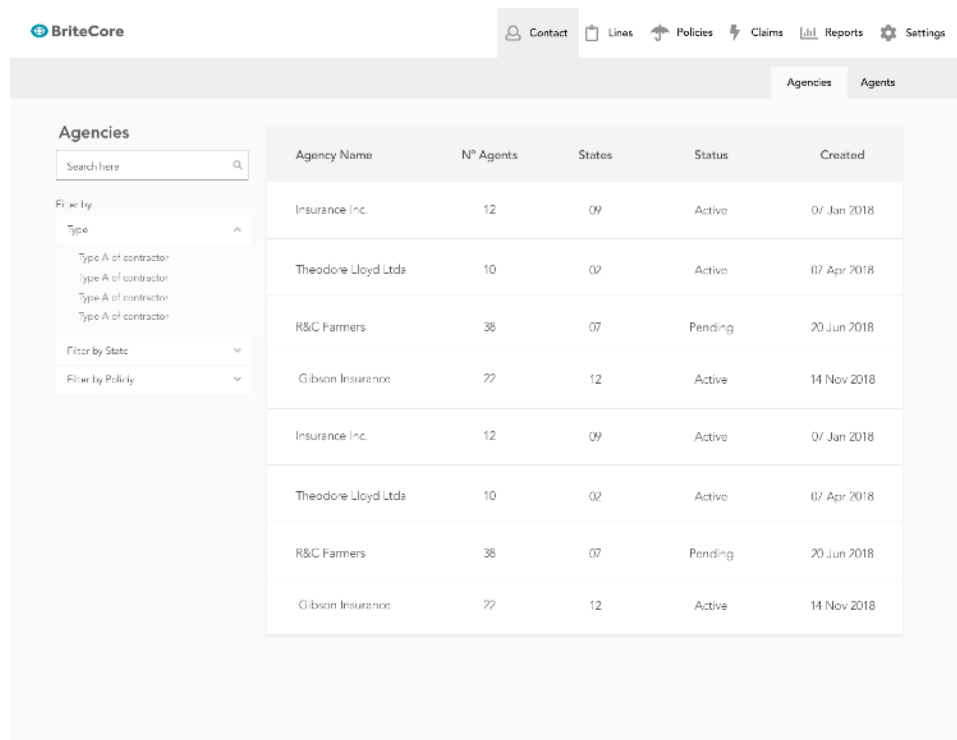 BriteCore
Contact Lines Policies Claims Reports Settings
Agencies Agents
Agencies
Search here
Filter by:
Type
Type A of contractor
Type A of contractor
Type A of contractor
Type A of contractor
Filter by State
Filter by Policiy
Agency Name N° Agents States Status Created
Insurance Inc. 12 09 Active 07 Jan 2018
Theodore Lloyd Ltda 10 02 Active 07 Apr 2018
R&C Farmers 38 07 Pending 20 Jun 2018
Gibson Insurance 22 12 Active 14 Nov 2018
Insurance Inc. 12 09 Active 07 Jan 2018
Theodore Lloyd Ltda 10 02 Active 07 Apr 2018
R&C Farmers 38 07 Pending 20 Jun 2018
Gibson Insurance 22 12 Active 14 Nov 2018